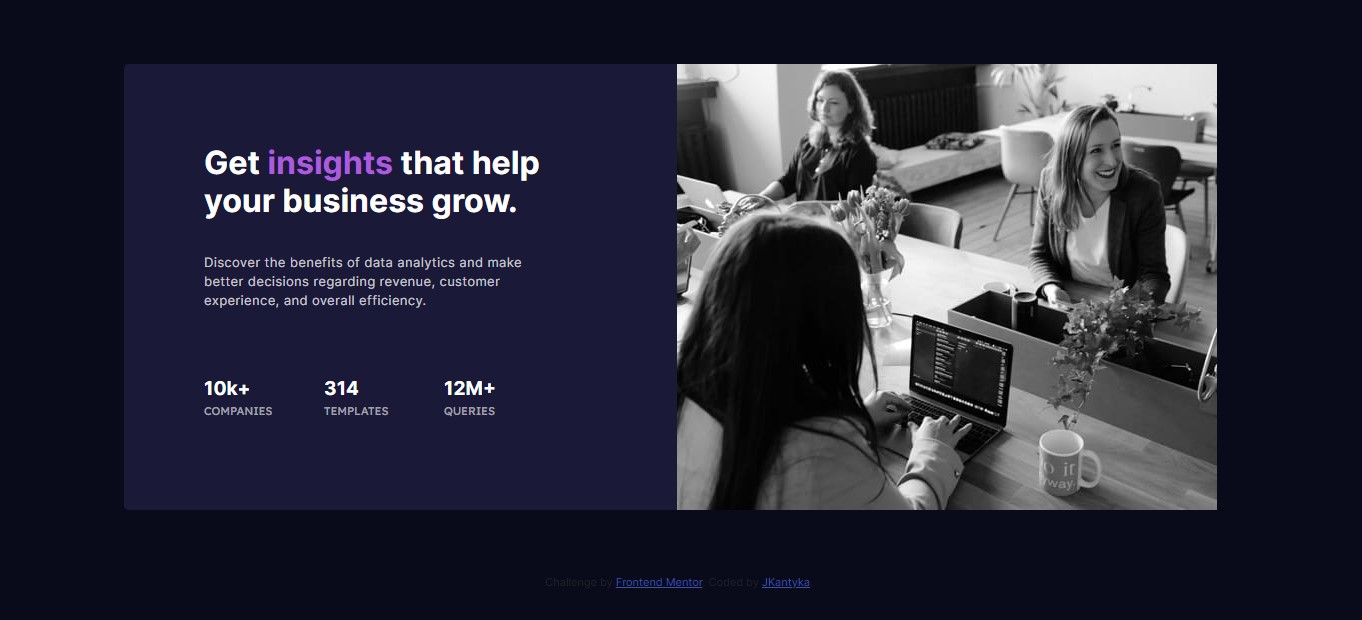 Get insights that help
your business grow.
Discover the benefits of data analytics and make
better decisions regarding revenue, customer
experience, and overall efficiency.
10k+ 314 12M+
COMPANIES TEMPLATES QUERIES
way.
Challenge by Frontend Mentor. Coded by JKantyka.